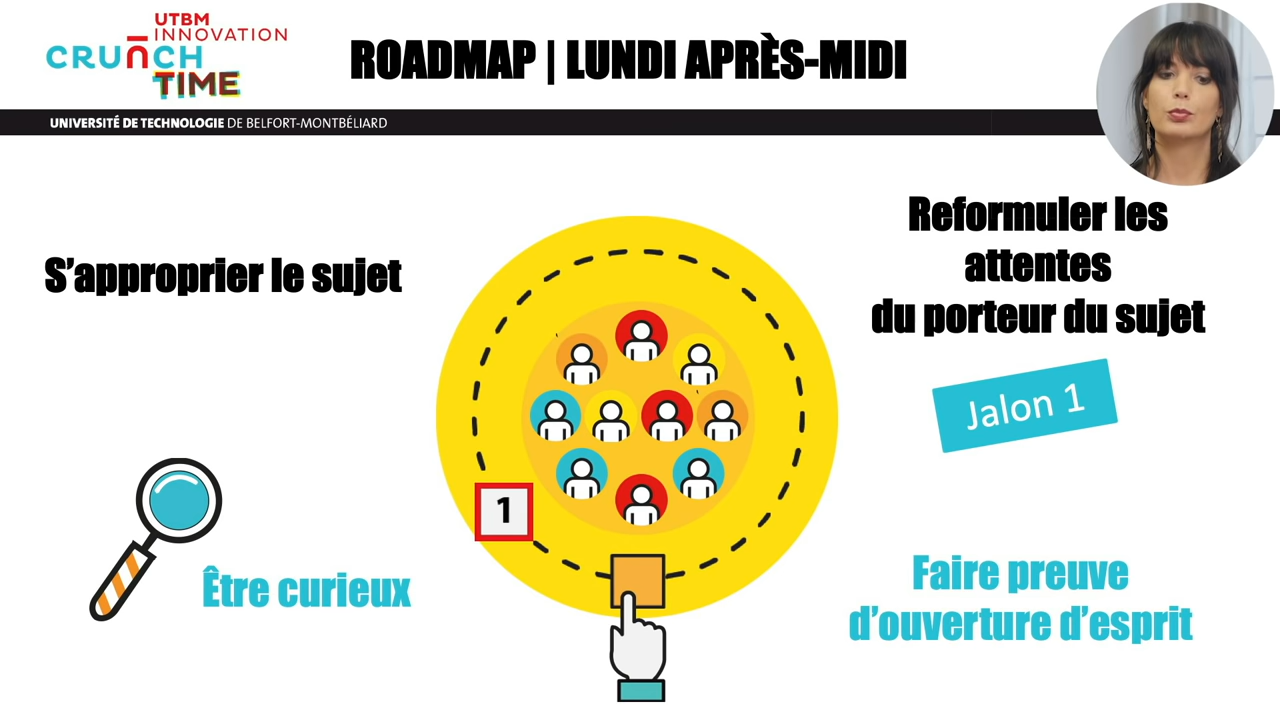 UTBM
INNOVATION
CRUNCH
TIME
ROADMAP | LUNDI APRÈS-MIDI
UNIVERSITÉ DE TECHNOLOGIE DE BELFORT-MONTBÉLIARD
S’approprier le sujet
Reformuler les
attentes
du porteur du sujet
Jalon 1
1
Être curieux
Faire preuve
d’ouverture d’esprit